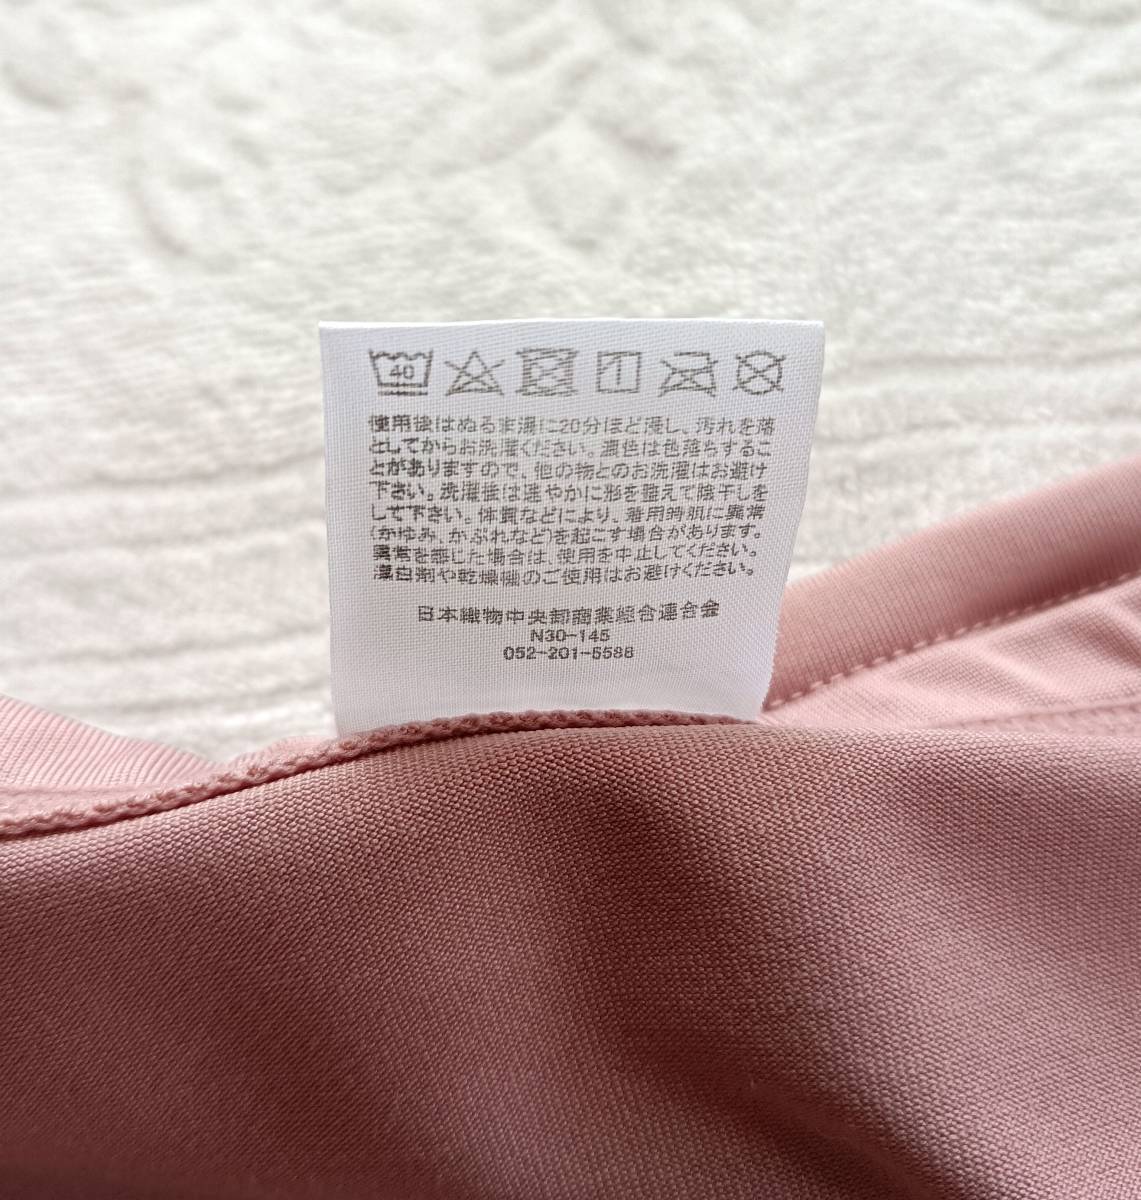 40
使用後はぬるま湯に20分ほど浸し、汚れを落
としてからお洗濯ください。濃色は色落ちするこ
とがありますので、他の物とのお洗濯はお避け
下さい。洗濯後は速やかに形を整えて陰干しを
して下さい。体質などにより、着用時肌に異常
(かゆみ、かぶれなど)を起こす場合があります。
異常を感じた場合は、使用を中止してください。
漂白剤や乾燥機のご使用はお避けください。
日本織物中央卸商業組合連合会
N30-145
052-201-5588